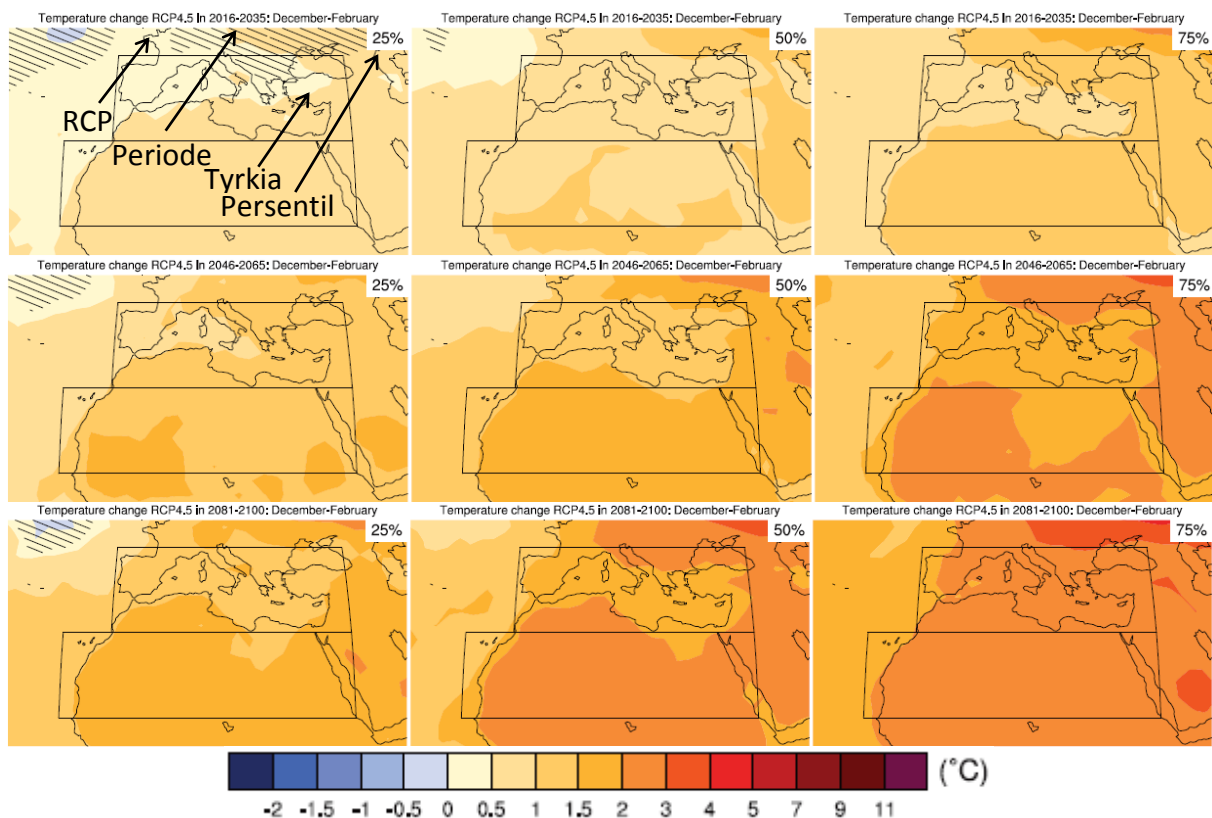 Temperature change RCP4.5 in 2016-2035: December-February
Temperature change RCP4.5 in 2016-2035: December-February
Temperature change RCP4.5 in 2016-2035: December-February
25%
50%
75%
RCP
Periode
Tyrkia
Persentil
Temperature change RCP4.5 in 2046-2065: December-February
Temperature change RCP4.5 in 2046-2065: December-February
Temperature change RCP4.5 in 2046-2065: December-February
25%
50%
75%
Temperature change RCP4.5 in 2081-2100: December-February
Temperature change RCP4.5 in 2081-2100: December-February
Temperature change RCP4.5 in 2081-2100: December-February
25%
50%
75%
(°C)
-2 -1.5 -1 -0.5 0 0.5 1 1.5 2 3 4 5 7 9 11